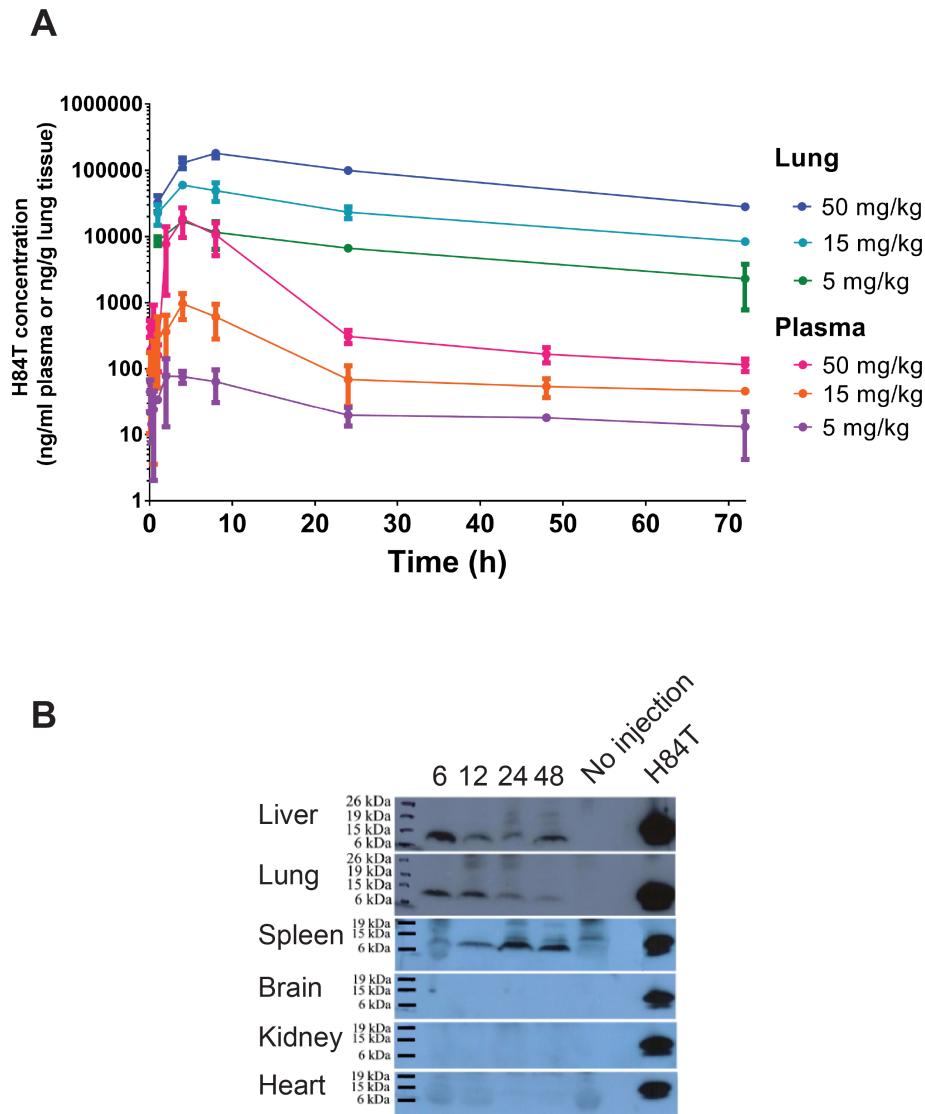 A
H84T concentration
(ng/ml plasma or ng/g lung tissue)
1000000
100000
10000
1000
100
10
1
0 10 20 30 40 50 60 70
Time (h)
Lung
50 mg/kg
15 mg/kg
5 mg/kg
Plasma
50 mg/kg
15 mg/kg
5 mg/kg
B
6 12 24 48 No injection H84T
Liver
26 kDa
19 kDa
15 kDa
6 kDa
Lung
26 kDa
19 kDa
15 kDa
6 kDa
Spleen
19 kDa
15 kDa
6 kDa
Brain
19 kDa
15 kDa
6 kDa
Kidney
19 kDa
15 kDa
6 kDa
Heart
19 kDa
15 kDa
6 kDa